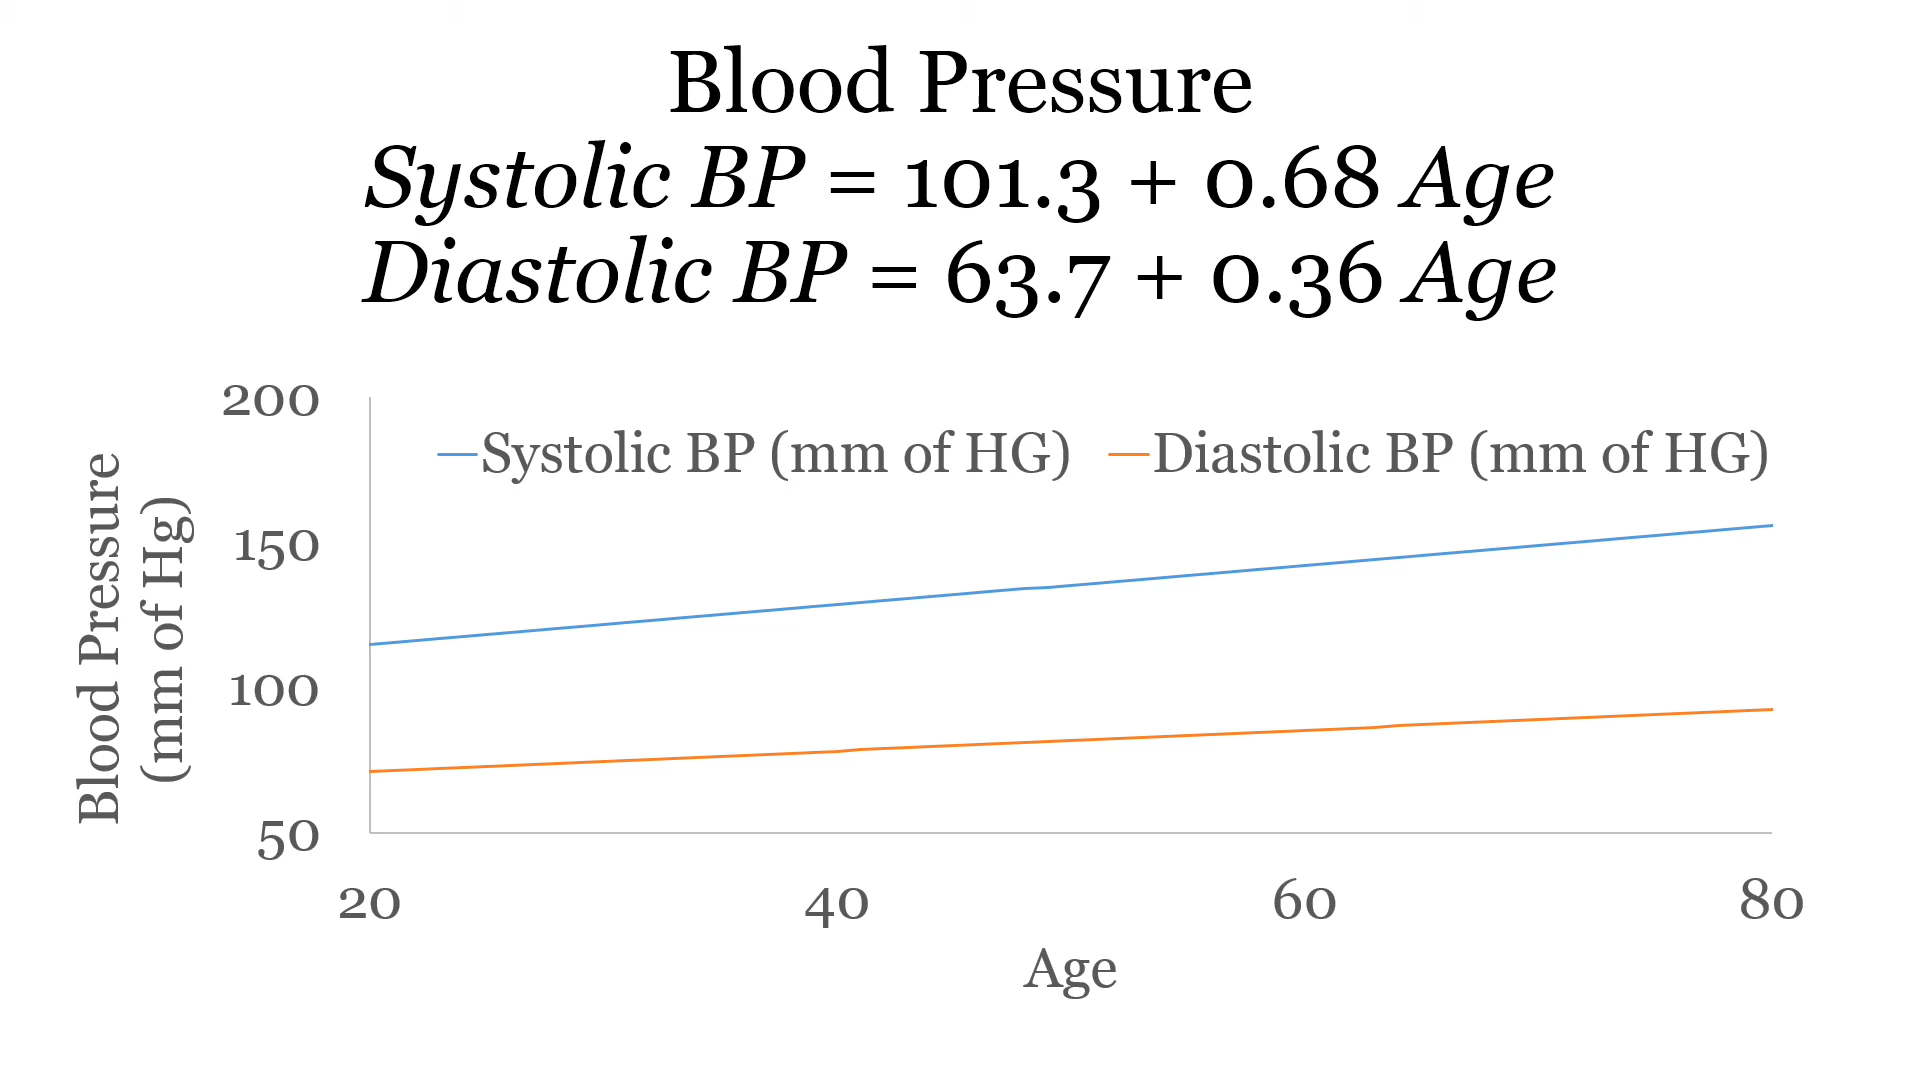 Blood Pressure
Systolic BP = 101.3 + 0.68 Age
Diastolic BP = 63.7 + 0.36 Age
Systolic BP (mm of HG) Diastolic BP (mm of HG)
Blood Pressure
(mm of Hg)
200
150
100
50
20 40 60 80
Age